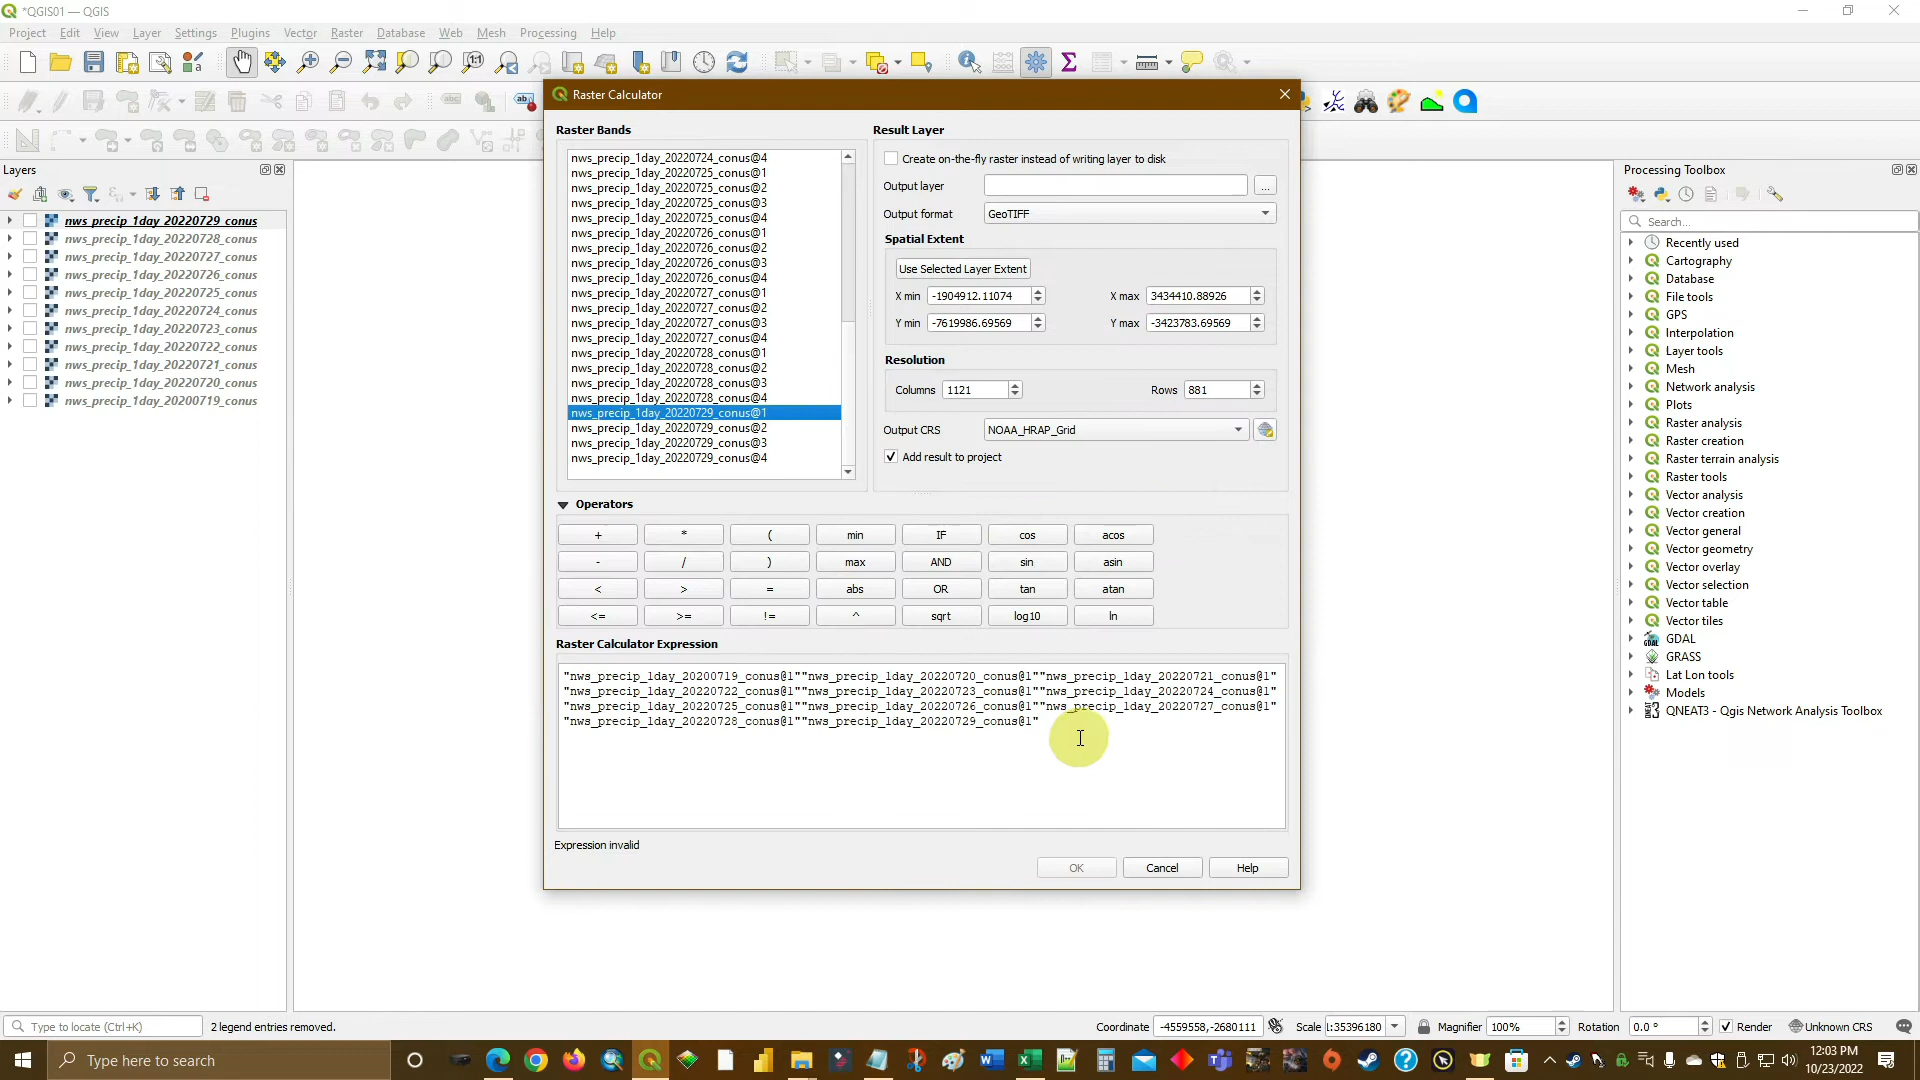 *QGIS01 — QGIS
Project Edit View Layer Settings Plugins Vector Raster Database Web Mesh Processing Help
Raster Calculator
Layers
nws_precip_1day_20220729_conus
nws_precip_1day_20220728_conus
nws_precip_1day_20220727_conus
nws_precip_1day_20220726_conus
nws_precip_1day_20220725_conus
nws_precip_1day_20220724_conus
nws_precip_1day_20220723_conus
nws_precip_1day_20220722_conus
nws_precip_1day_20220721_conus
nws_precip_1day_20220720_conus
nws_precip_1day_20200719_conus
Raster Bands
nws_precip_1day_20220724_conus@4
nws_precip_1day_20220725_conus@1
nws_precip_1day_20220725_conus@2
nws_precip_1day_20220725_conus@3
nws_precip_1day_20220725_conus@4
nws_precip_1day_20220726_conus@1
nws_precip_1day_20220726_conus@2
nws_precip_1day_20220726_conus@3
nws_precip_1day_20220726_conus@4
nws_precip_1day_20220727_conus@1
nws_precip_1day_20220727_conus@2
nws_precip_1day_20220727_conus@3
nws_precip_1day_20220727_conus@4
nws_precip_1day_20220728_conus@1
nws_precip_1day_20220728_conus@2
nws_precip_1day_20220728_conus@3
nws_precip_1day_20220728_conus@4
nws_precip_1day_20220729_conus@1
nws_precip_1day_20220729_conus@2
nws_precip_1day_20220729_conus@3
nws_precip_1day_20220729_conus@4
Result Layer
Create on-the-fly raster instead of writing layer to disk
Output layer ...
Output format GeoTIFF
Spatial Extent
Use Selected Layer Extent
X min -1904912.11074 X max 3434410.88926
Y min -7619986.69569 Y max -3423783.69569
Resolution
Columns 1121 Rows 881
Output CRS NOAA_HRAP_Grid
Add result to project
Operators
+ * ( min IF cos acos
- / ) max AND sin asin
< > = abs OR tan atan
<= >= != ^ sqrt log10 ln
Raster Calculator Expression
"nws_precip_1day_20200719_conus@1""nws_precip_1day_20220720_conus@1""nws_precip_1day_20220721_conus@1"
"nws_precip_1day_20220722_conus@1""nws_precip_1day_20220723_conus@1""nws_precip_1day_20220724_conus@1"
"nws_precip_1day_20220725_conus@1""nws_precip_1day_20220726_conus@1""nws_precip_1day_20220727_conus@1"
"nws_precip_1day_20220728_conus@1""nws_precip_1day_20220729_conus@1"
Expression invalid
OK Cancel Help
Processing Toolbox
Search...
Recently used
Cartography
Database
File tools
GPS
Interpolation
Layer tools
Mesh
Network analysis
Plots
Raster analysis
Raster creation
Raster terrain analysis
Raster tools
Vector analysis
Vector creation
Vector general
Vector geometry
Vector overlay
Vector selection
Vector table
Vector tiles
GDAL
GRASS
Lat Lon tools
Models
QNEAT3 - Qgis Network Analysis Toolbox
Type to locate (Ctrl+K) 2 legend entries removed. Coordinate -4559558,-2680111 Scale 1:35396180 Magnifier 100% Rotation 0.0 ° Render Unknown CRS
Type here to search
12:03 PM
10/23/2022